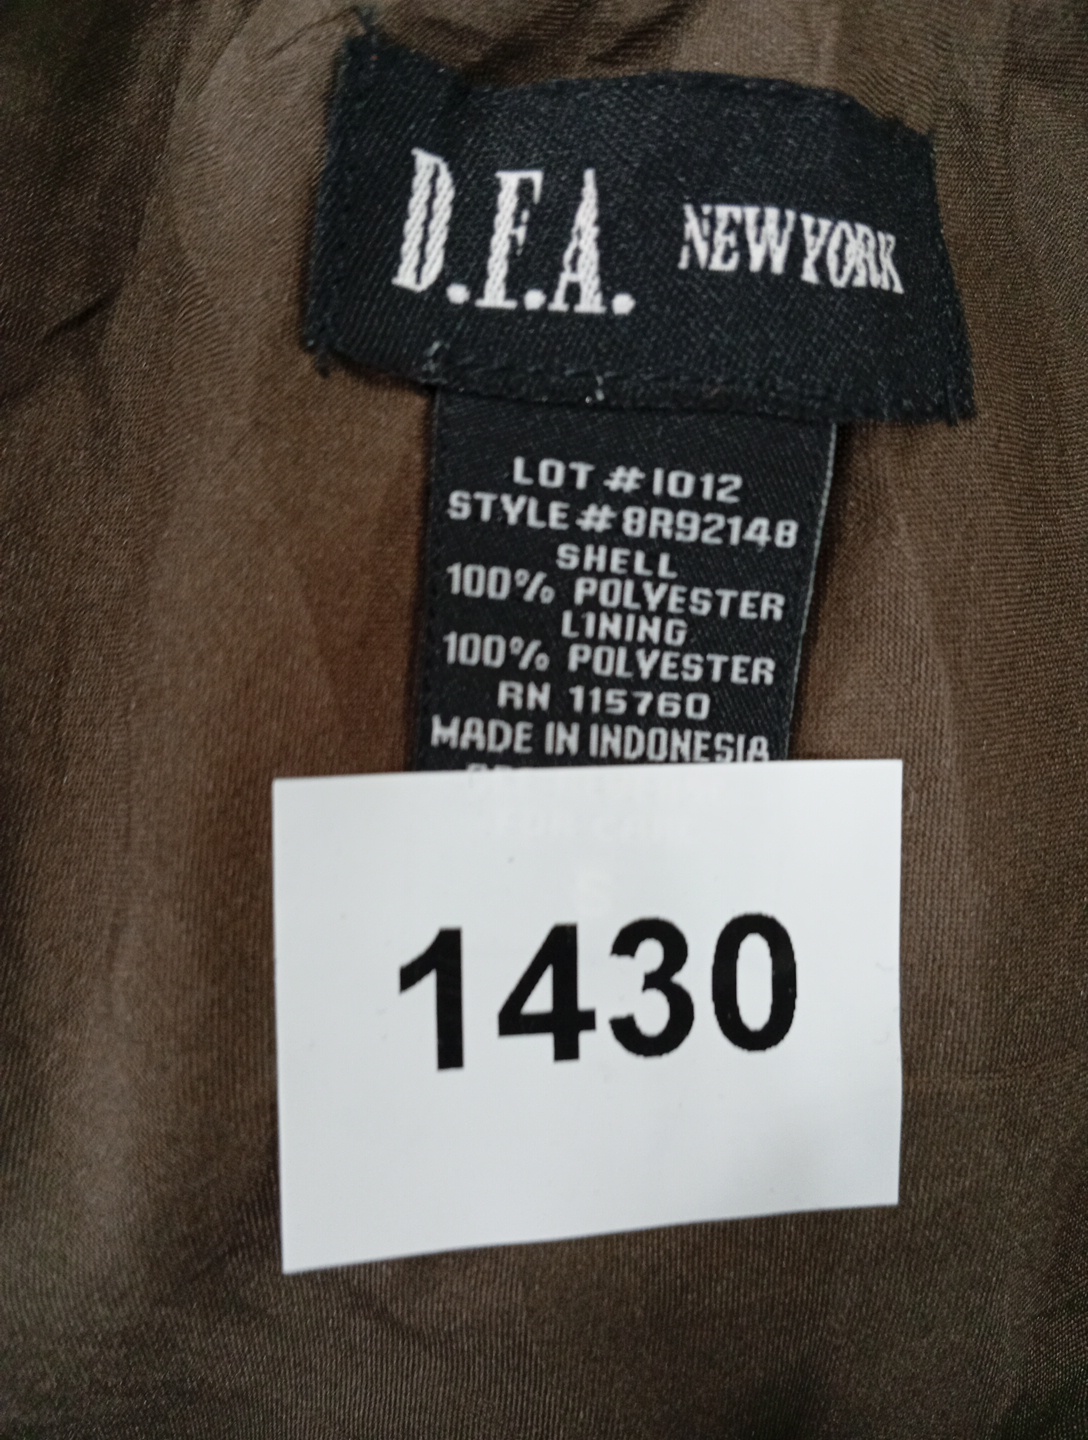 D.F.A. NEW YORK
LOT #1012
STYLE #8R92148
SHELL
100% POLYESTER
LINING
100% POLYESTER
RN 115760
MADE IN INDONESIA
S
1430